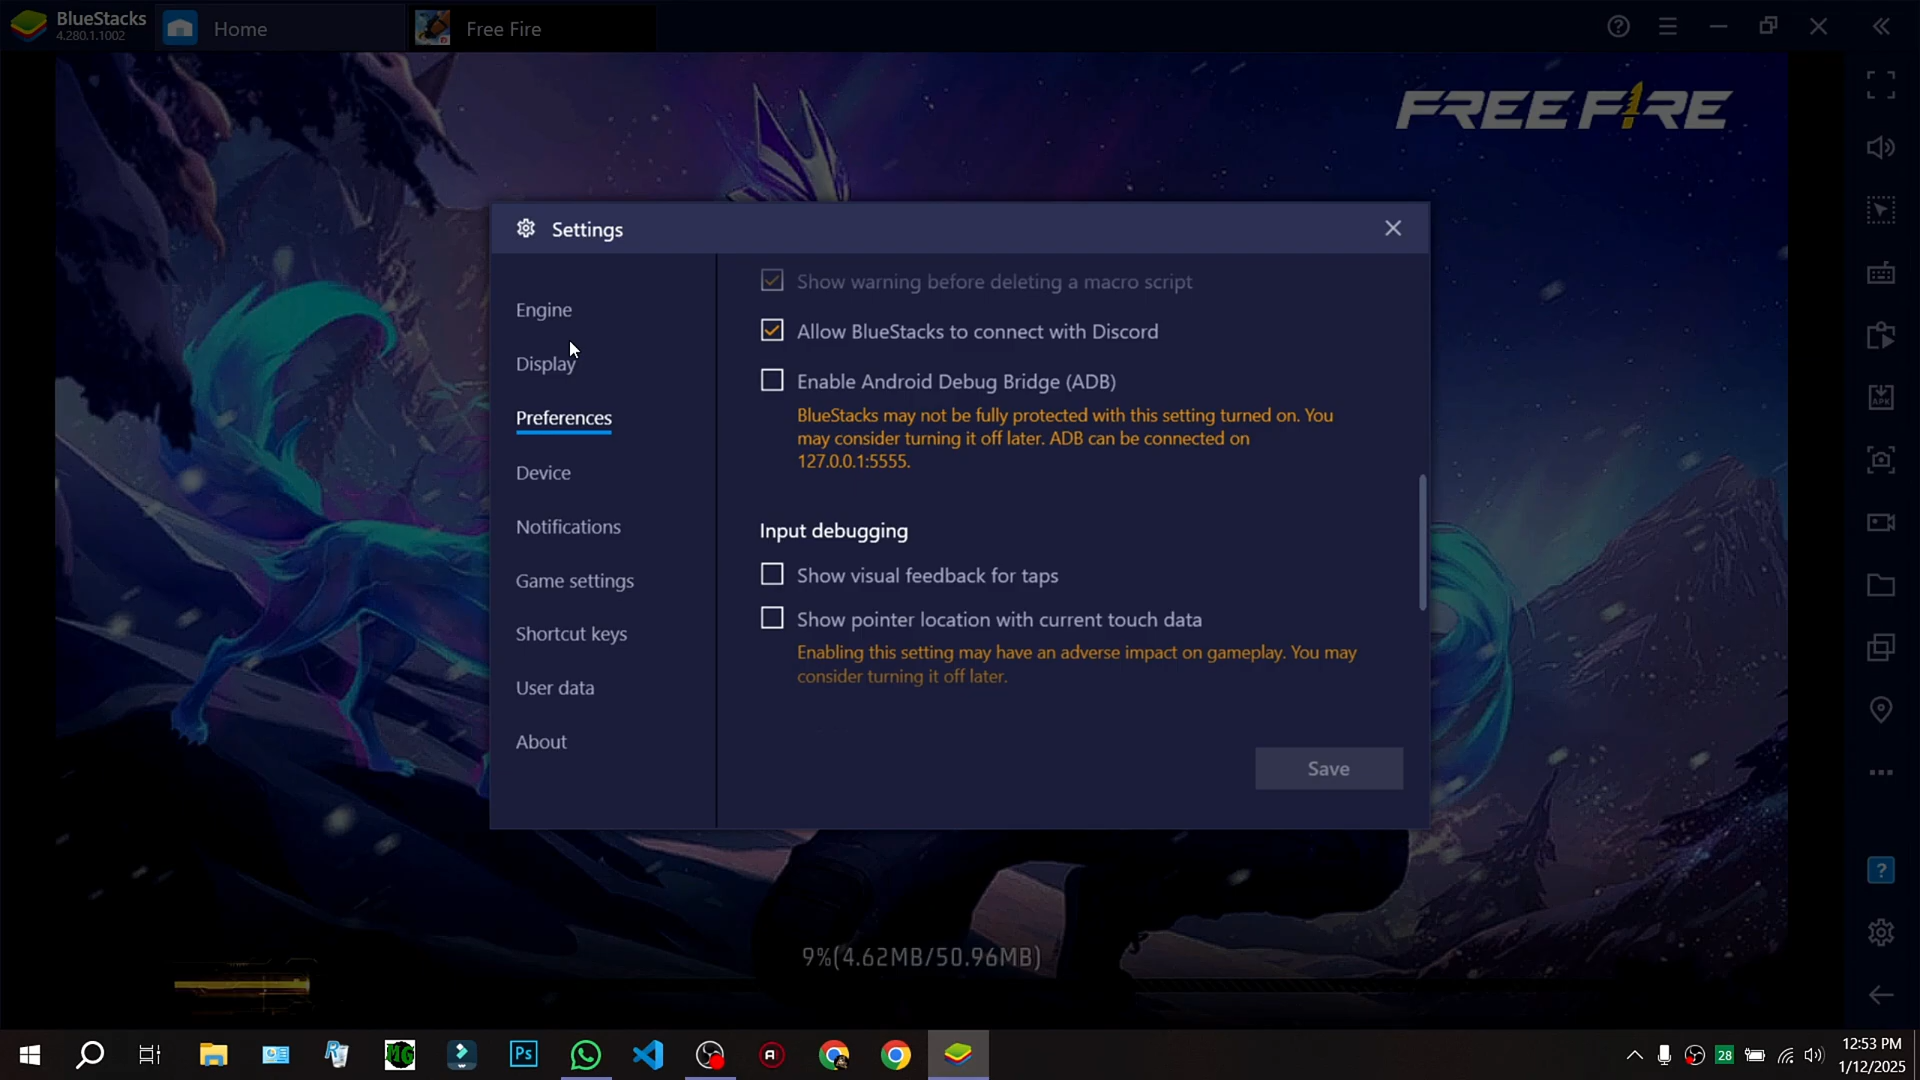 BlueStacks
4.280.1.1002
Home
Free Fire
FREE FIRE
Settings
Engine
Display
Preferences
Device
Notifications
Game settings
Shortcut keys
User data
About
Show warning before deleting a macro script
Allow BlueStacks to connect with Discord
Enable Android Debug Bridge (ADB)
BlueStacks may not be fully protected with this setting turned on. You
may consider turning it off later. ADB can be connected on
127.0.0.1:5555.
Input debugging
Show visual feedback for taps
Show pointer location with current touch data
Enabling this setting may have an adverse impact on gameplay. You may
consider turning it off later.
Save
APK
?
9%(4.62MB/50.96MB)
MG
Ps
28
12:53 PM
1/12/2025